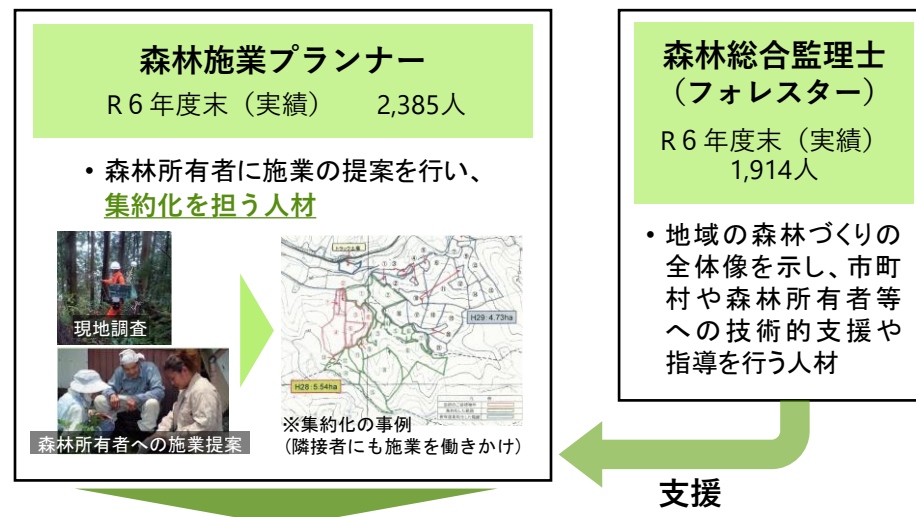 森林施業プランナー
R6年度末（実績）　2,385人
・森林所有者に施業の提案を行い、
集約化を担う人材
現地調査
森林所有者への施業提案
トラック土場
H29：4.73ha
H28：5.54ha
※集約化の事例
（隣接者にも施業を働きかけ）
森林総合監理士
（フォレスター）
R6年度末（実績）
1,914人
・地域の森林づくりの
全体像を示し、市町
村や森林所有者等
への技術的支援や
指導を行う人材
支援